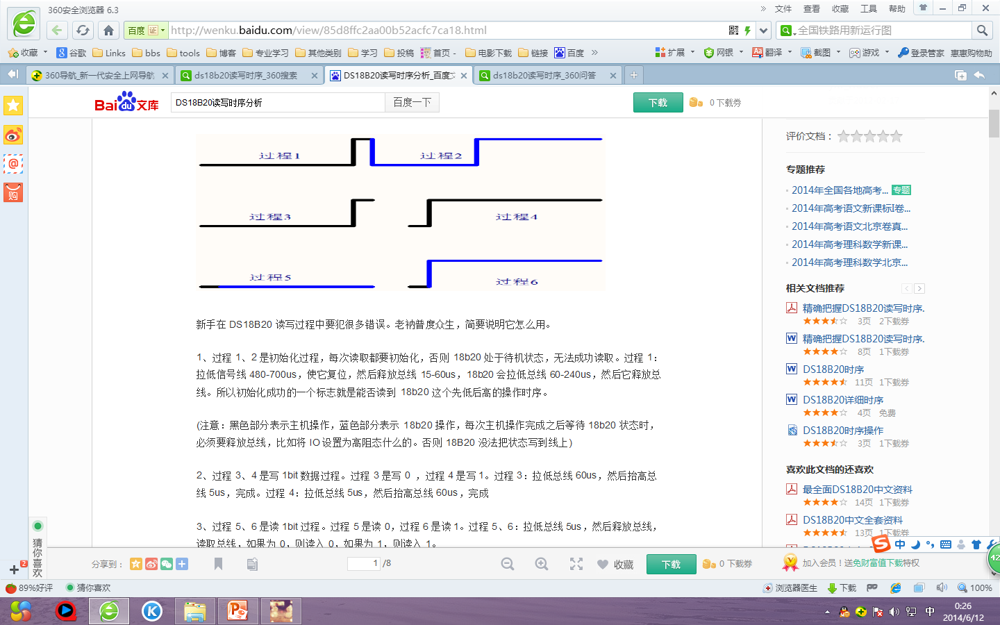 360安全浏览器 6.3
» 文件 查看 收藏 工具 帮助
百度 证 http://wenku.baidu.com/view/85d8ffc2aa00b52acfc7ca18.html
全国铁路用新运行图
收藏 谷歌 Links bbs tools 博客 专业学习 其他类别 学习 投稿 首页 - 电影下载 链接 百度 »
扩展 网银 翻译 截图 游戏 登录管家 惠惠购物助
360导航_新一代安全上网导航
ds18b20读写时序_360搜索
DS18B20读写时序分析_百度文
ds18b20读写时序_360问答
Bai du 文库
DS18B20读写时序分析
百度一下
下载
0 下载券
购
过程1
过程2
过程3
过程4
过程5
过程6
新手在 DS18B20 读写过程中要犯很多错误。老衲普度众生，简要说明它怎么用。
1、过程 1、2 是初始化过程，每次读取都要初始化，否则 18b20 处于待机状态，无法成功读取。过程 1：
拉低信号线 480-700us，使它复位，然后释放总线 15-60us，18b20 会拉低总线 60-240us，然后它释放总
线。所以初始化成功的一个标志就是能否读到 18b20 这个先低后高的操作时序。
(注意：黑色部分表示主机操作，蓝色部分表示 18b20 操作，每次主机操作完成之后等待 18b20 状态时，
必须要释放总线，比如将 IO 设置为高阻态什么的。否则 18B20 没法把状态写到线上)
2、过程 3、4 是写 1bit 数据过程。过程 3 是写 0 ，过程 4 是写 1。过程 3：拉低总线 60us，然后抬高总
线 5us，完成。过程 4：拉低总线 5us，然后抬高总线 60us，完成
3、过程 5、6 是读 1bit 过程。过程 5 是读 0，过程 6 是读 1。过程 5、6：拉低总线 5us，然后释放总线，
读取总线，如果为 0，则读入 0，如果为 1，则读入 1。
评价文档：
专题推荐
2014年全国各地高考... 专题
2014年高考语文新课标I卷...
2014年高考语文北京卷真...
2014年高考理科数学新课...
2014年高考理科数学北京...
相关文档推荐
精确把握DS18B20读写时序.
3页 2下载券
精确把握DS18B20读写时序.
8页 1下载券
DS18B20时序
11页 1下载券
DS18B20详细时序
4页 免费
DS18B20时序操作
3页 1下载券
喜欢此文档的还喜欢
最全面DS18B20中文资料
14页 1下载券
DS18B20中文全套资料
13页 1下载券
中
42
猜你喜欢
2
分享到：
1 /8
收藏
下载
0 下载券
加入会员！送免财富值下载特权
89%好评 猜你喜欢
浏览器医生 下载 100%
中
0:26
2014/6/12